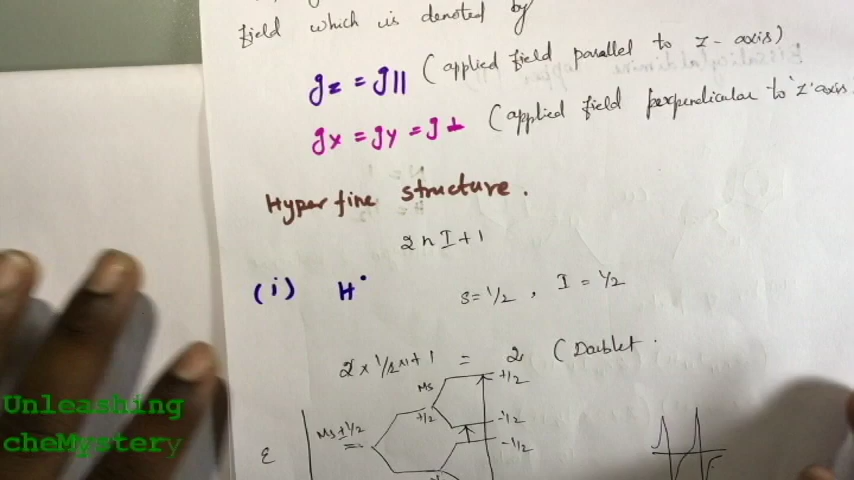 field which is denoted by
gz = g|| (applied field parallel to z-axis)
gx = gy = g⊥ (applied field perpendicular to 'z' axis
Hyperfine structure.
2nI+1
(i) H•
S=1/2, I = 1/2
2 x 1/2 x1+1 = 2 (Doublet.
Ms
+1/2
+1/2
-1/2
-1/2
Ms ±1/2
E
Unleashing
cheMystery